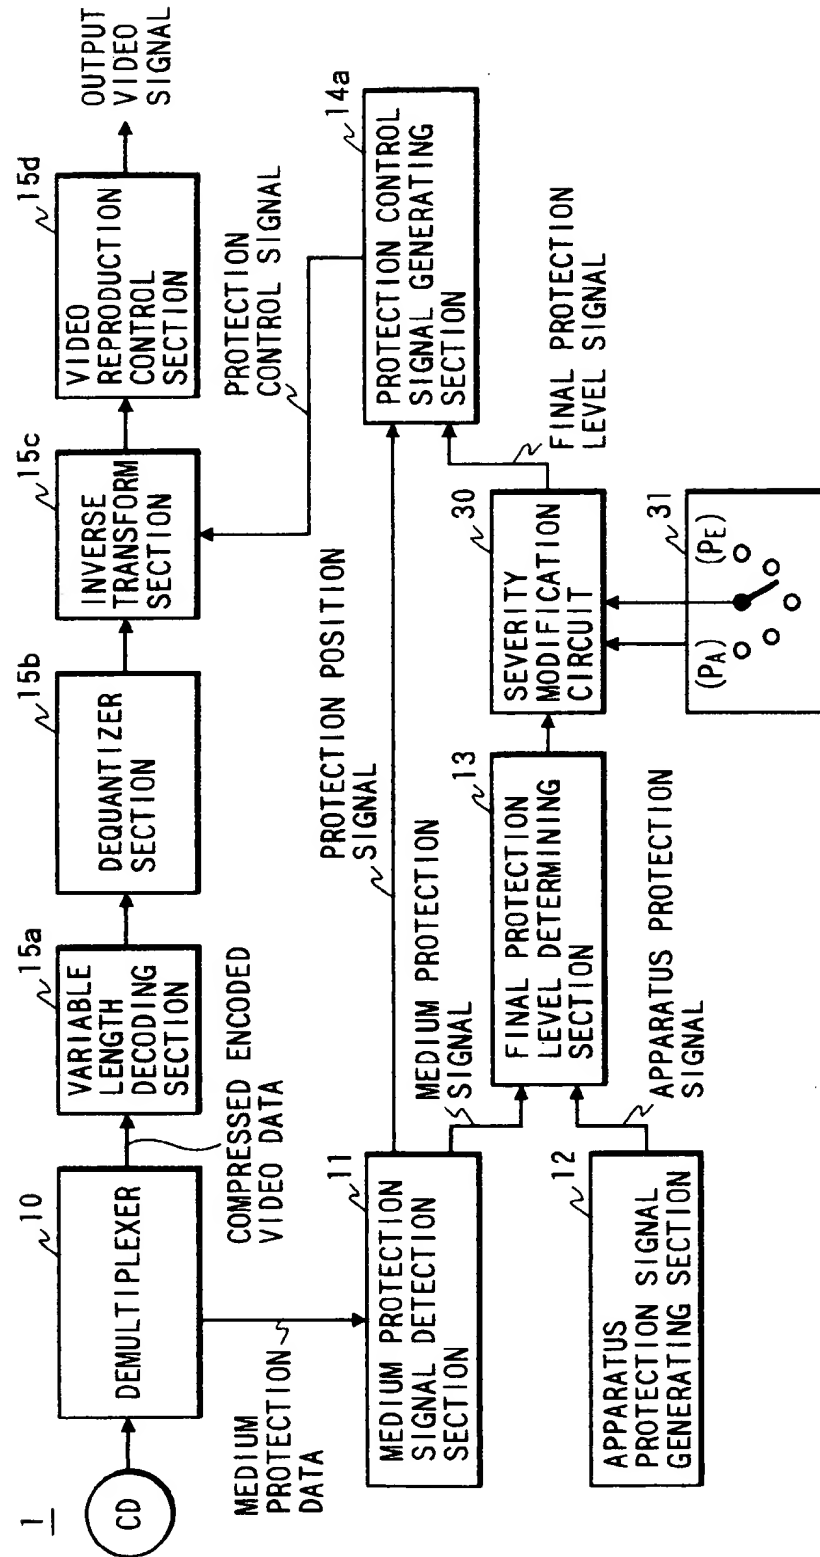 1
CD
10
DEMULTIPLEXER
COMPRESSED ENCODED
VIDEO DATA
15a
VARIABLE
LENGTH
DECODING
SECTION
15b
DEQUANTIZER
SECTION
15c
INVERSE
TRANSFORM
SECTION
15d
VIDEO
REPRODUCTION
CONTROL
SECTION
OUTPUT
VIDEO
SIGNAL
MEDIUM
PROTECTION
DATA
PROTECTION POSITION
SIGNAL
PROTECTION
CONTROL SIGNAL
11
MEDIUM PROTECTION
SIGNAL DETECTION
SECTION
MEDIUM PROTECTION
SIGNAL
14a
PROTECTION CONTROL
SIGNAL GENERATING
SECTION
13
FINAL PROTECTION
LEVEL DETERMINING
SECTION
30
SEVERITY
MODIFICATION
CIRCUIT
FINAL PROTECTION
LEVEL SIGNAL
12
APPARATUS
PROTECTION SIGNAL
GENERATING SECTION
APPARATUS PROTECTION
SIGNAL
31
(PA)
(PE)